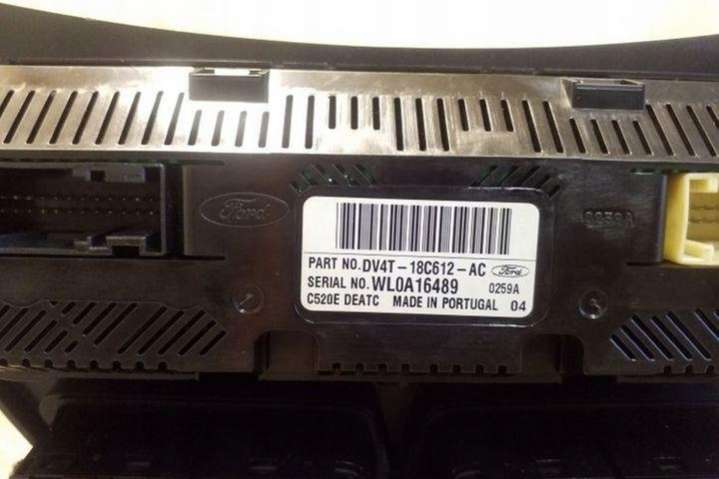 Ford
PART NO. DV4T-18C612-AC Ford
SERIAL NO. WL0A16489 0259A
C520E DEATC MADE IN PORTUGAL 04